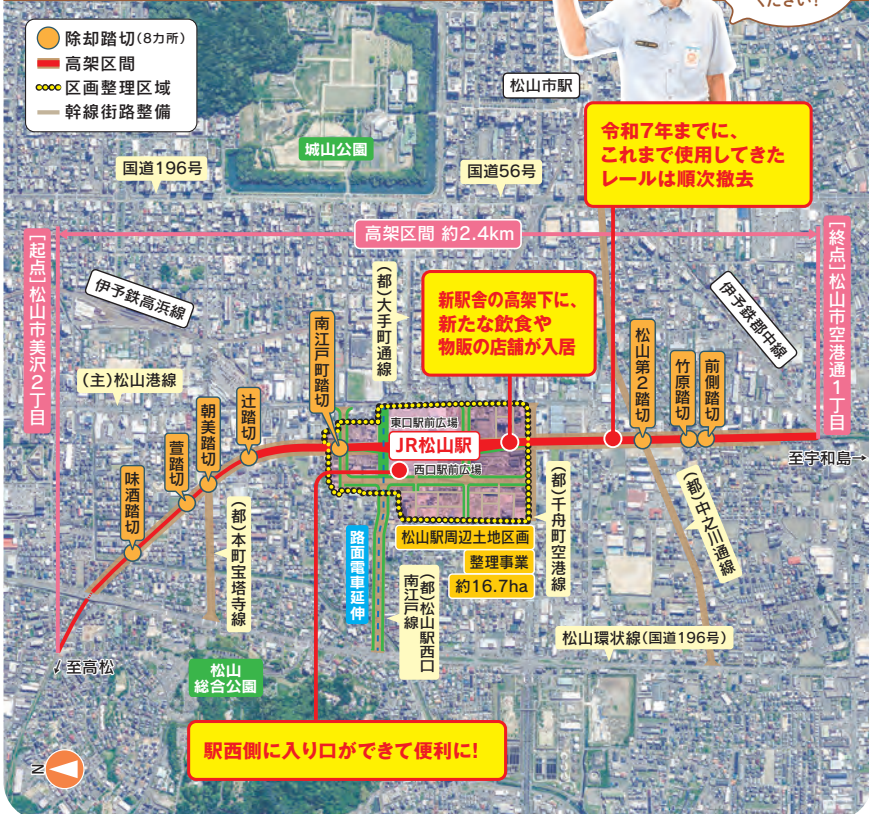 ください!
除却踏切(8カ所)
高架区間
区画整理区域
幹線街路整備
松山市駅
城山公園
国道196号
国道56号
令和7年までに、
これまで使用してきた
レールは順次撤去
高架区間 約2.4km
[起点]松山市美沢2丁目
[終点]松山市空港通1丁目
伊予鉄高浜線
(都)大手町通線
新駅舎の高架下に、
新たな飲食や
物販の店舗が入居
伊予鉄郡中線
(主)松山港線
南江戸町踏切
松山第2踏切
竹原踏切
前側踏切
辻踏切
朝美踏切
萱踏切
味酒踏切
東口駅前広場
JR松山駅
西口駅前広場
至宇和島→
(都)本町宝塔寺線
路面電車延伸
(都)松山駅西口
南江戸線
松山駅周辺土地区画
整理事業
約16.7ha
(都)千舟町空港線
(都)中之川通線
松山環状線(国道196号)
↙至高松
松山
総合公園
駅西側に入り口ができて便利に!
N